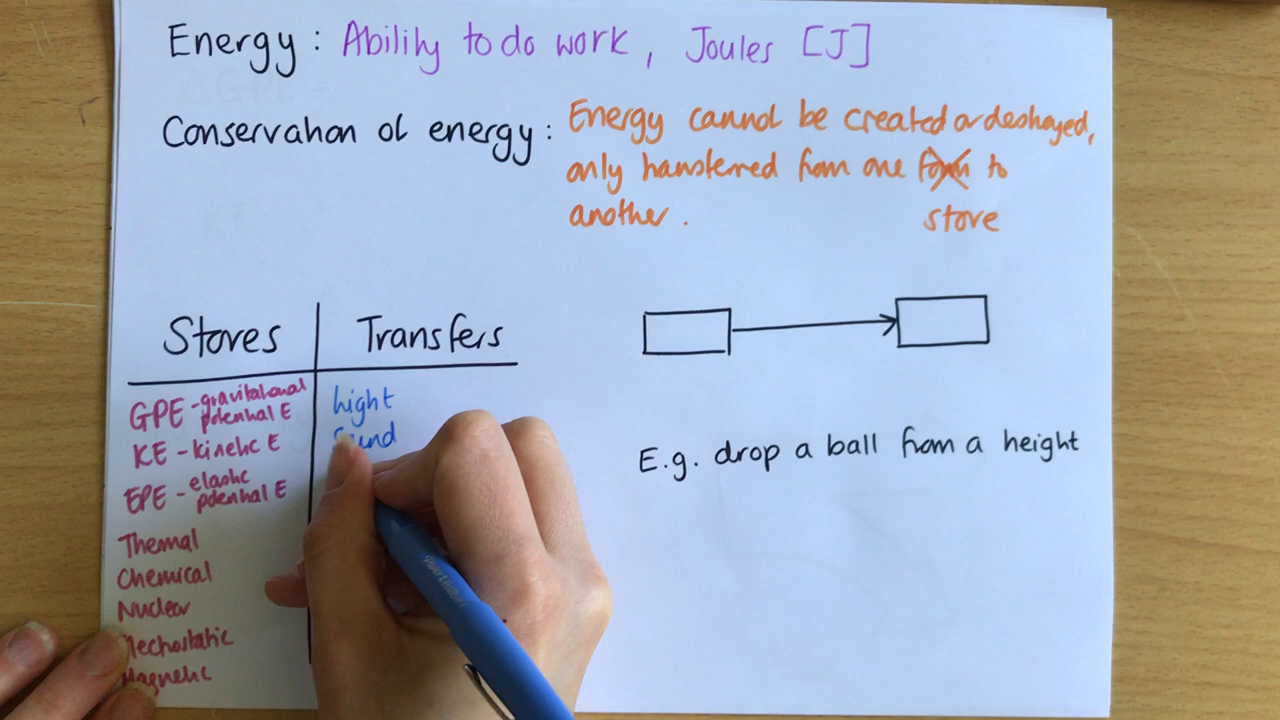 Energy: Ability to do work, Joules [J]
Conservation of energy: Energy cannot be created or destroyed,
only transferred from one form to
another. store
Stores
Transfers
GPE - gravitational
potential E
KE - kinetic E
EPE - elastic
potential E
Thermal
Chemical
Nuclear
Magnetic
Light
Sound
E.g. drop a ball from a height